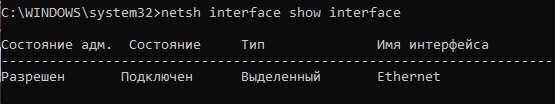 C:\WINDOWS\system32>netsh interface show interface
Состояние адм. Состояние Тип Имя интерфейса
---------------------------------------------------------------------
Разрешен Подключен Выделенный Ethernet